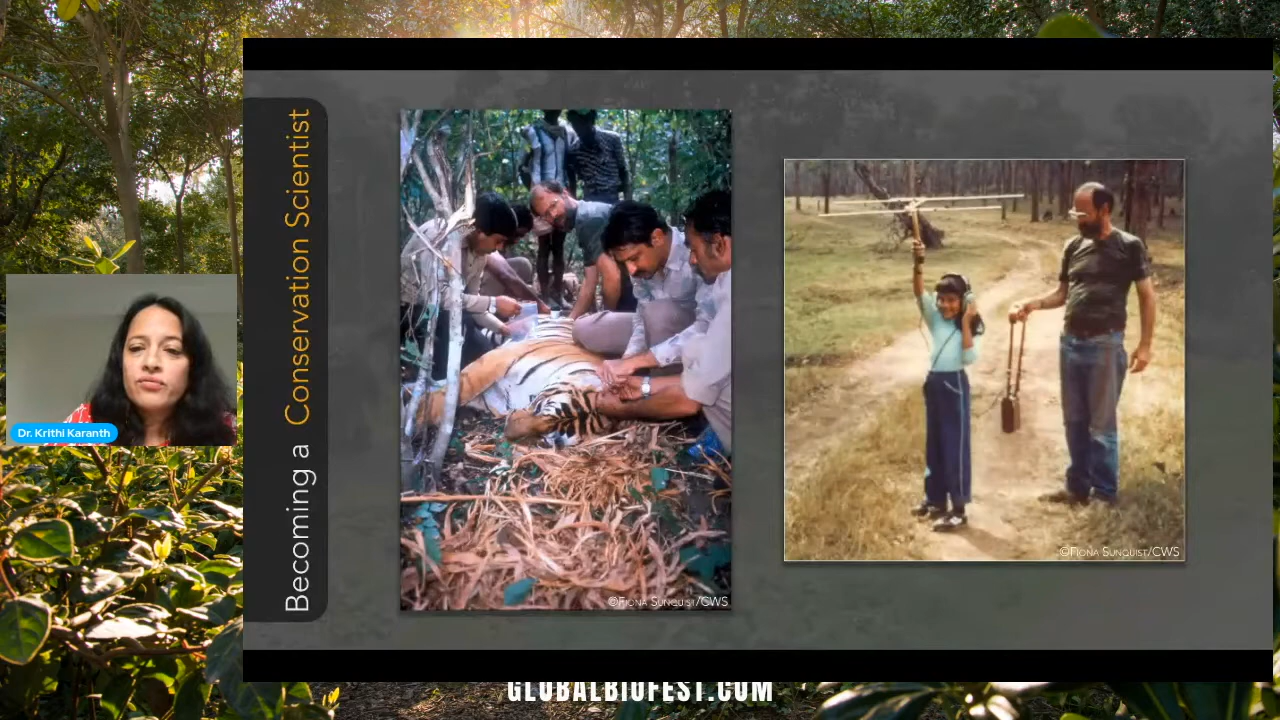 Becoming a Conservation Scientist
Dr. Krithi Karanth
©Fiona Sunquist/CWS
©Fiona Sunquist/CWS
GLOBALBIOFEST.COM